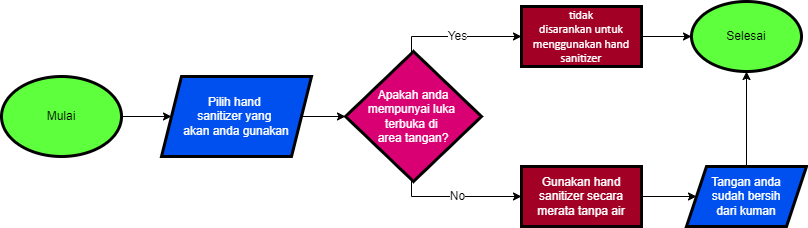 Mulai
Pilih hand
sanitizer yang
akan anda gunakan
Apakah anda
mempunyai luka
terbuka di
area tangan?
Yes
tidak
disarankan untuk
menggunakan hand
sanitizer
Selesai
No
Gunakan hand
sanitizer secara
merata tanpa air
Tangan anda
sudah bersih
dari kuman